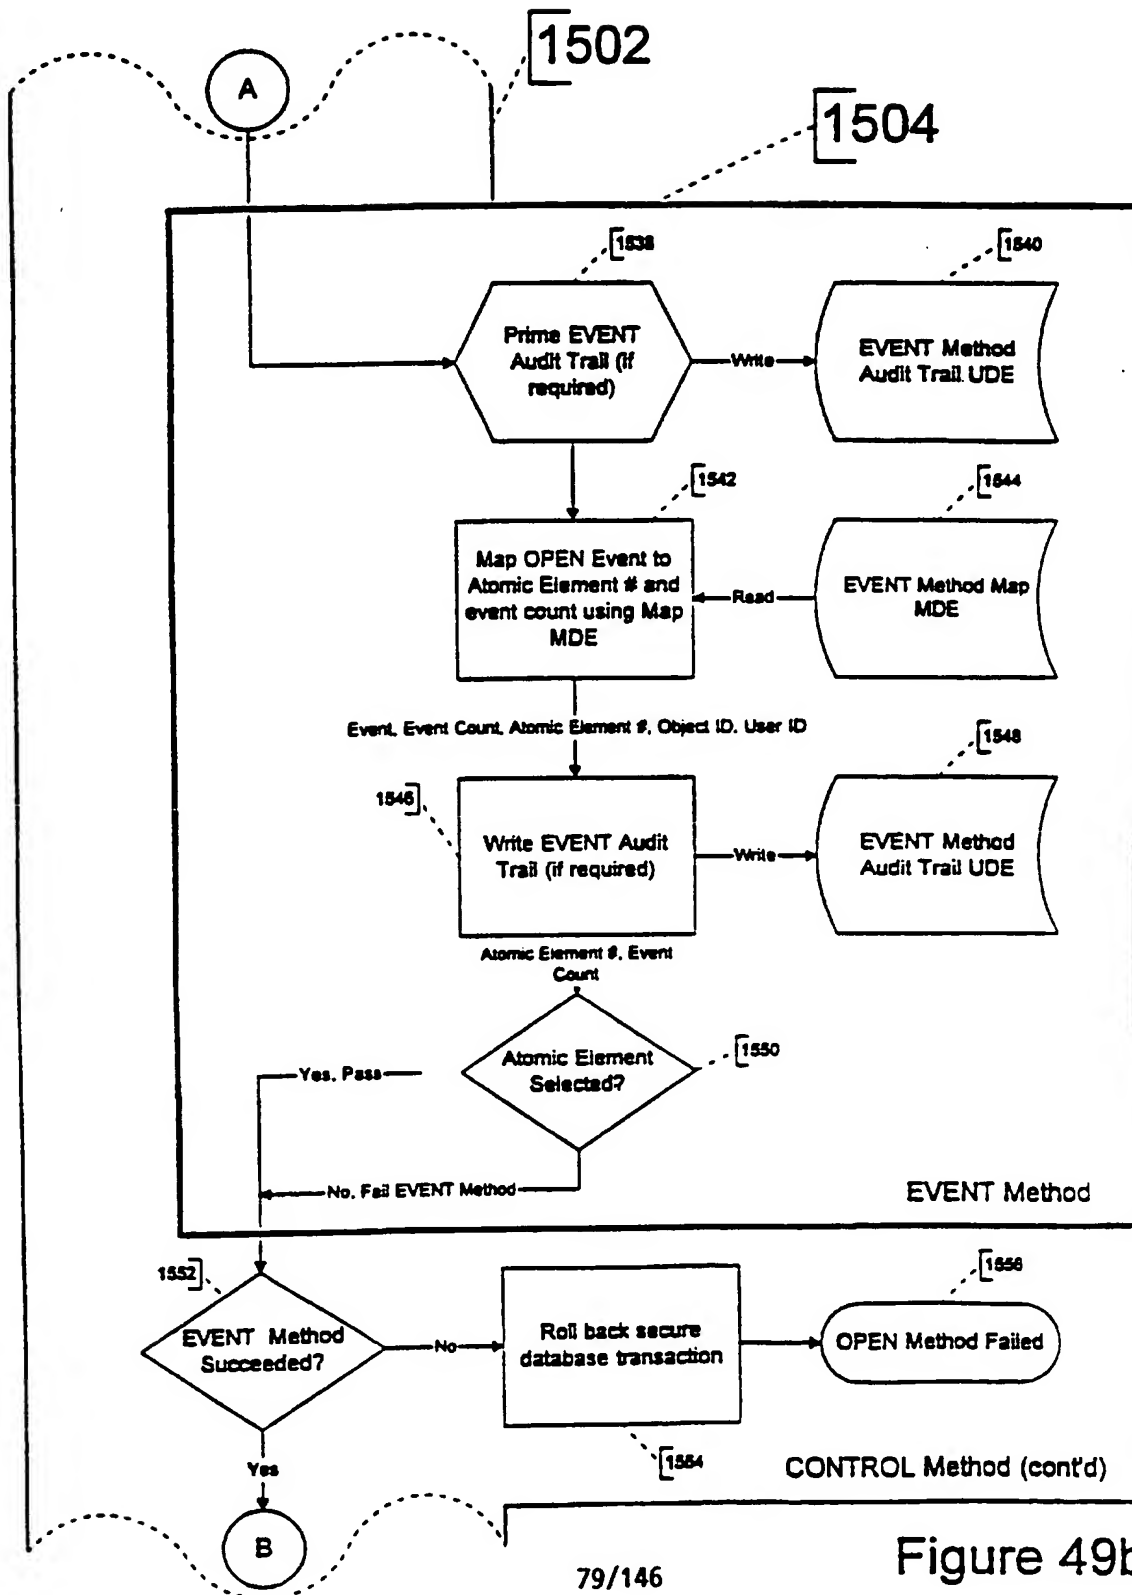 1502
A
1504
1538
1540
Prime EVENT
Audit Trail (if
required)
Write
EVENT Method
Audit Trail UDE
1542
1544
Map OPEN Event to
Atomic Element # and
event count using Map
MDE
Read
EVENT Method Map
MDE
Event, Event Count, Atomic Element #, Object ID, User ID
1548
1546
Write EVENT Audit
Trail (if required)
Write
EVENT Method
Audit Trail UDE
Atomic Element #, Event
Count
1550
Atomic Element
Selected?
Yes, Pass
No, Fail EVENT Method
EVENT Method
1552
1556
EVENT Method
Succeeded?
No
Roll back secure
database transaction
OPEN Method Failed
1554
Yes
CONTROL Method (cont'd)
B
Figure 49b
79/146